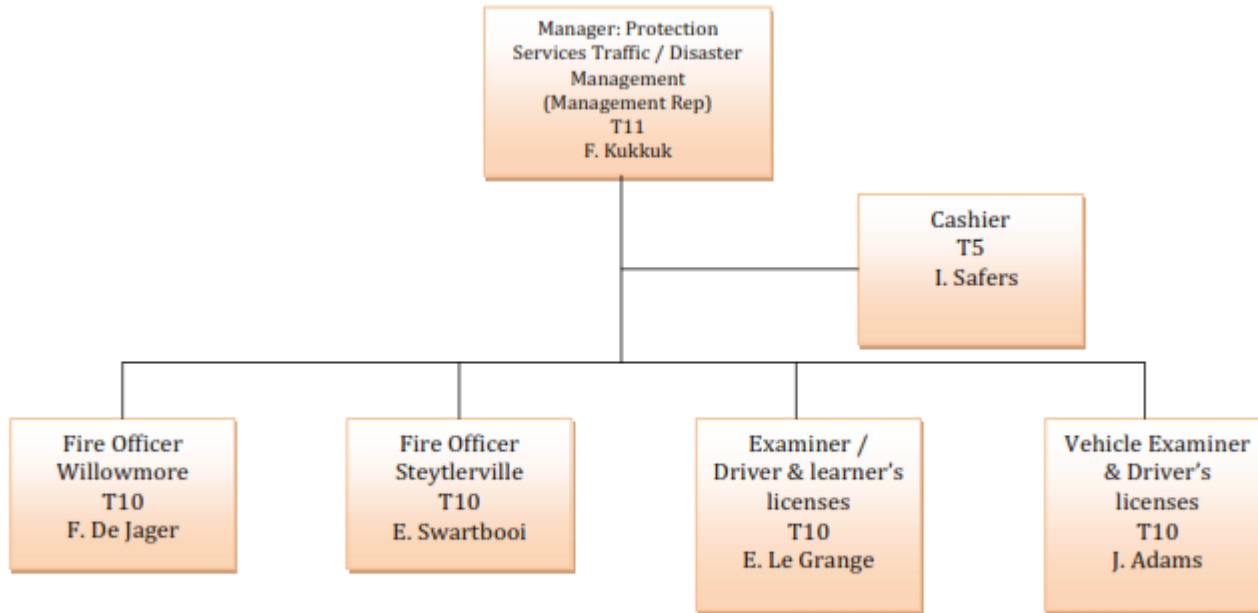 Manager: Protection
Services Traffic / Disaster
Management
(Management Rep)
T11
F. Kukkuk
Cashier
T5
I. Safers
Fire Officer
Willowmore
T10
F. De Jager
Fire Officer
Steytlerville
T10
E. Swartbooi
Examiner /
Driver & learner's
licenses
T10
E. Le Grange
Vehicle Examiner
& Driver's
licenses
T10
J. Adams